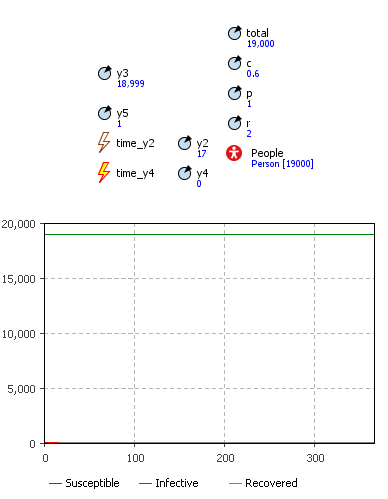 total
19,000
y3
18,999
c
0.6
p
1
y5
1
r
2
time_y2
y2
17
People
Person [19000]
time_y4
y4
0
20,000
15,000
10,000
5,000
0
0 100 200 300
Susceptible Infective Recovered